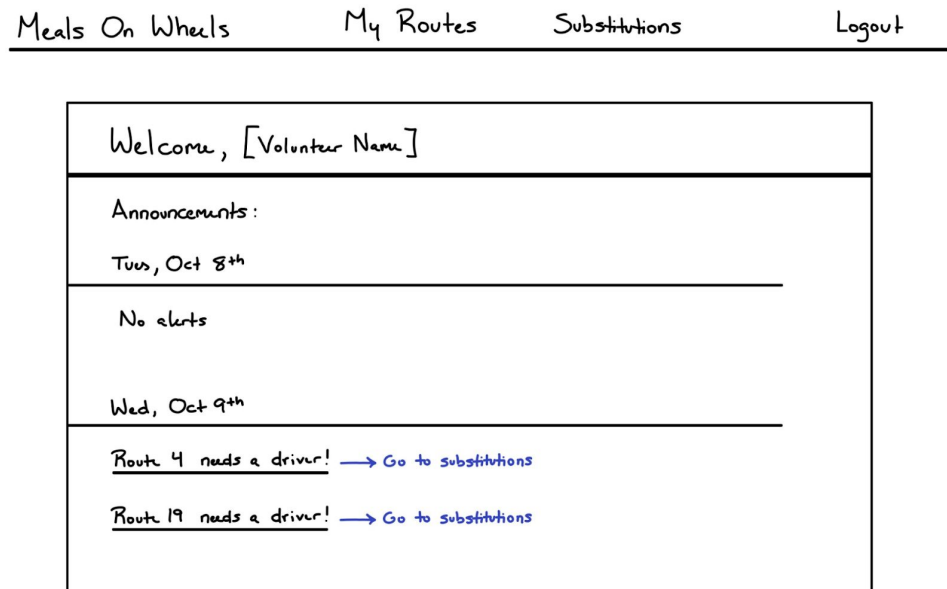 Meals On Wheels My Routes Substitutions Logout
Welcome, [Volunteer Name]
Announcements:
Tues, Oct 8th
No alerts
Wed, Oct 9th
Route 4 needs a driver! → Go to substitutions
Route 19 needs a driver! → Go to substitutions